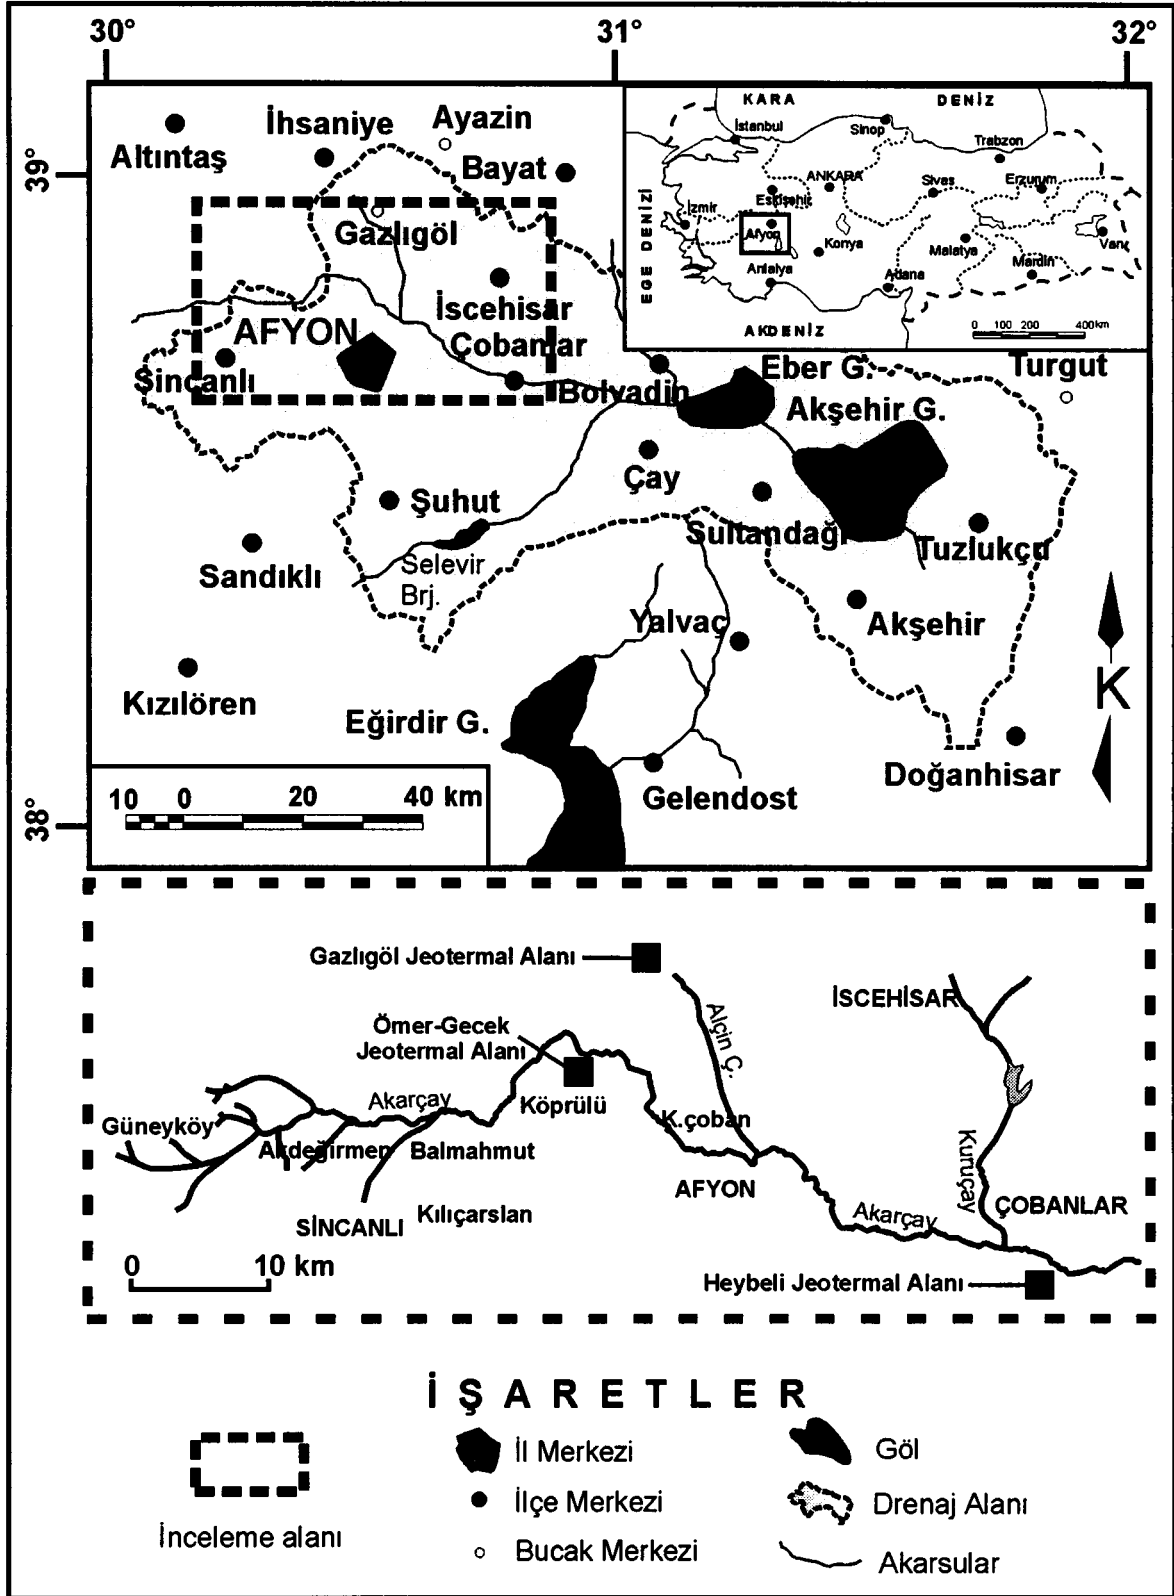 30°
31°
32°
39°
38°
Altıntaş
İhsaniye
Ayazin
Bayat
Gazlıgöl
İscehisar
AFYON
Çobanlar
Sincanlı
Bolvadin
Eber G.
Akşehir G.
Turgut
Çay
Şuhut
Sultandağı
Tuzlukçu
Sandıklı
Selevir
Brj.
Yalvaç
Akşehir
Kızılören
Eğirdir G.
Gelendost
Doğanhisar
K
10 0 20 40 km
KARA DENİZ
EGE DENİZİ
AKDENİZ
İstanbul
Sinop
Trabzon
ANKARA
Eskişehir
Sivas
Erzurum
İzmir
Afyon
Konya
Malatya
Van
Mardin
Antalya
Adana
0 100 200 400km
Gazlıgöl Jeotermal Alanı
Ömer-Gecek
Jeotermal Alanı
Alçin Ç.
İSCEHİSAR
Akarçay
Köprülü
K.çoban
Güneyköy
Akdeğirmen
Balmahmut
AFYON
Kuruçay
ÇOBANLAR
SİNCANLI
Kılıçarslan
Akarçay
0 10 km
Heybeli Jeotermal Alanı
İŞARETLER
İnceleme alanı
İl Merkezi
İlçe Merkezi
Bucak Merkezi
Göl
Drenaj Alanı
Akarsular